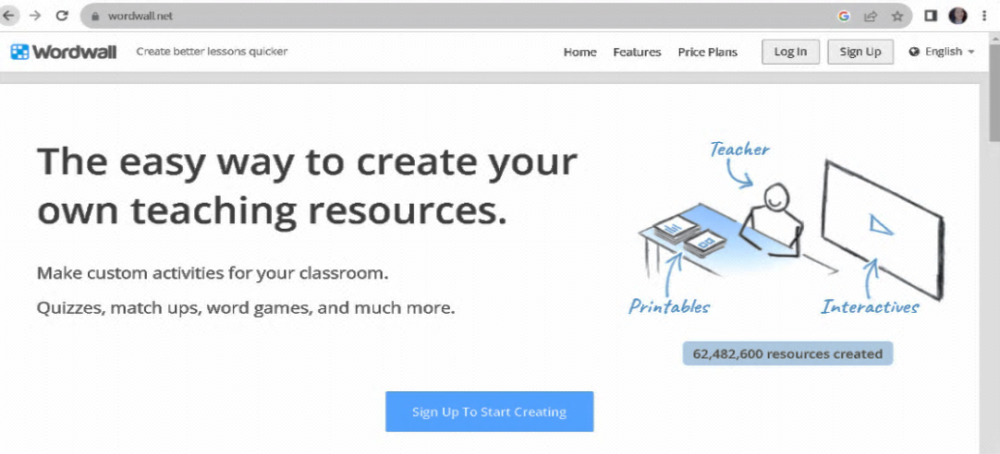 wordwall.net
Wordwall Create better lessons quicker Home Features Price Plans Log In Sign Up English
The easy way to create your
own teaching resources.
Make custom activities for your classroom.
Quizzes, match ups, word games, and much more.
Teacher
Printables
Interactives
62,482,600 resources created
Sign Up To Start Creating